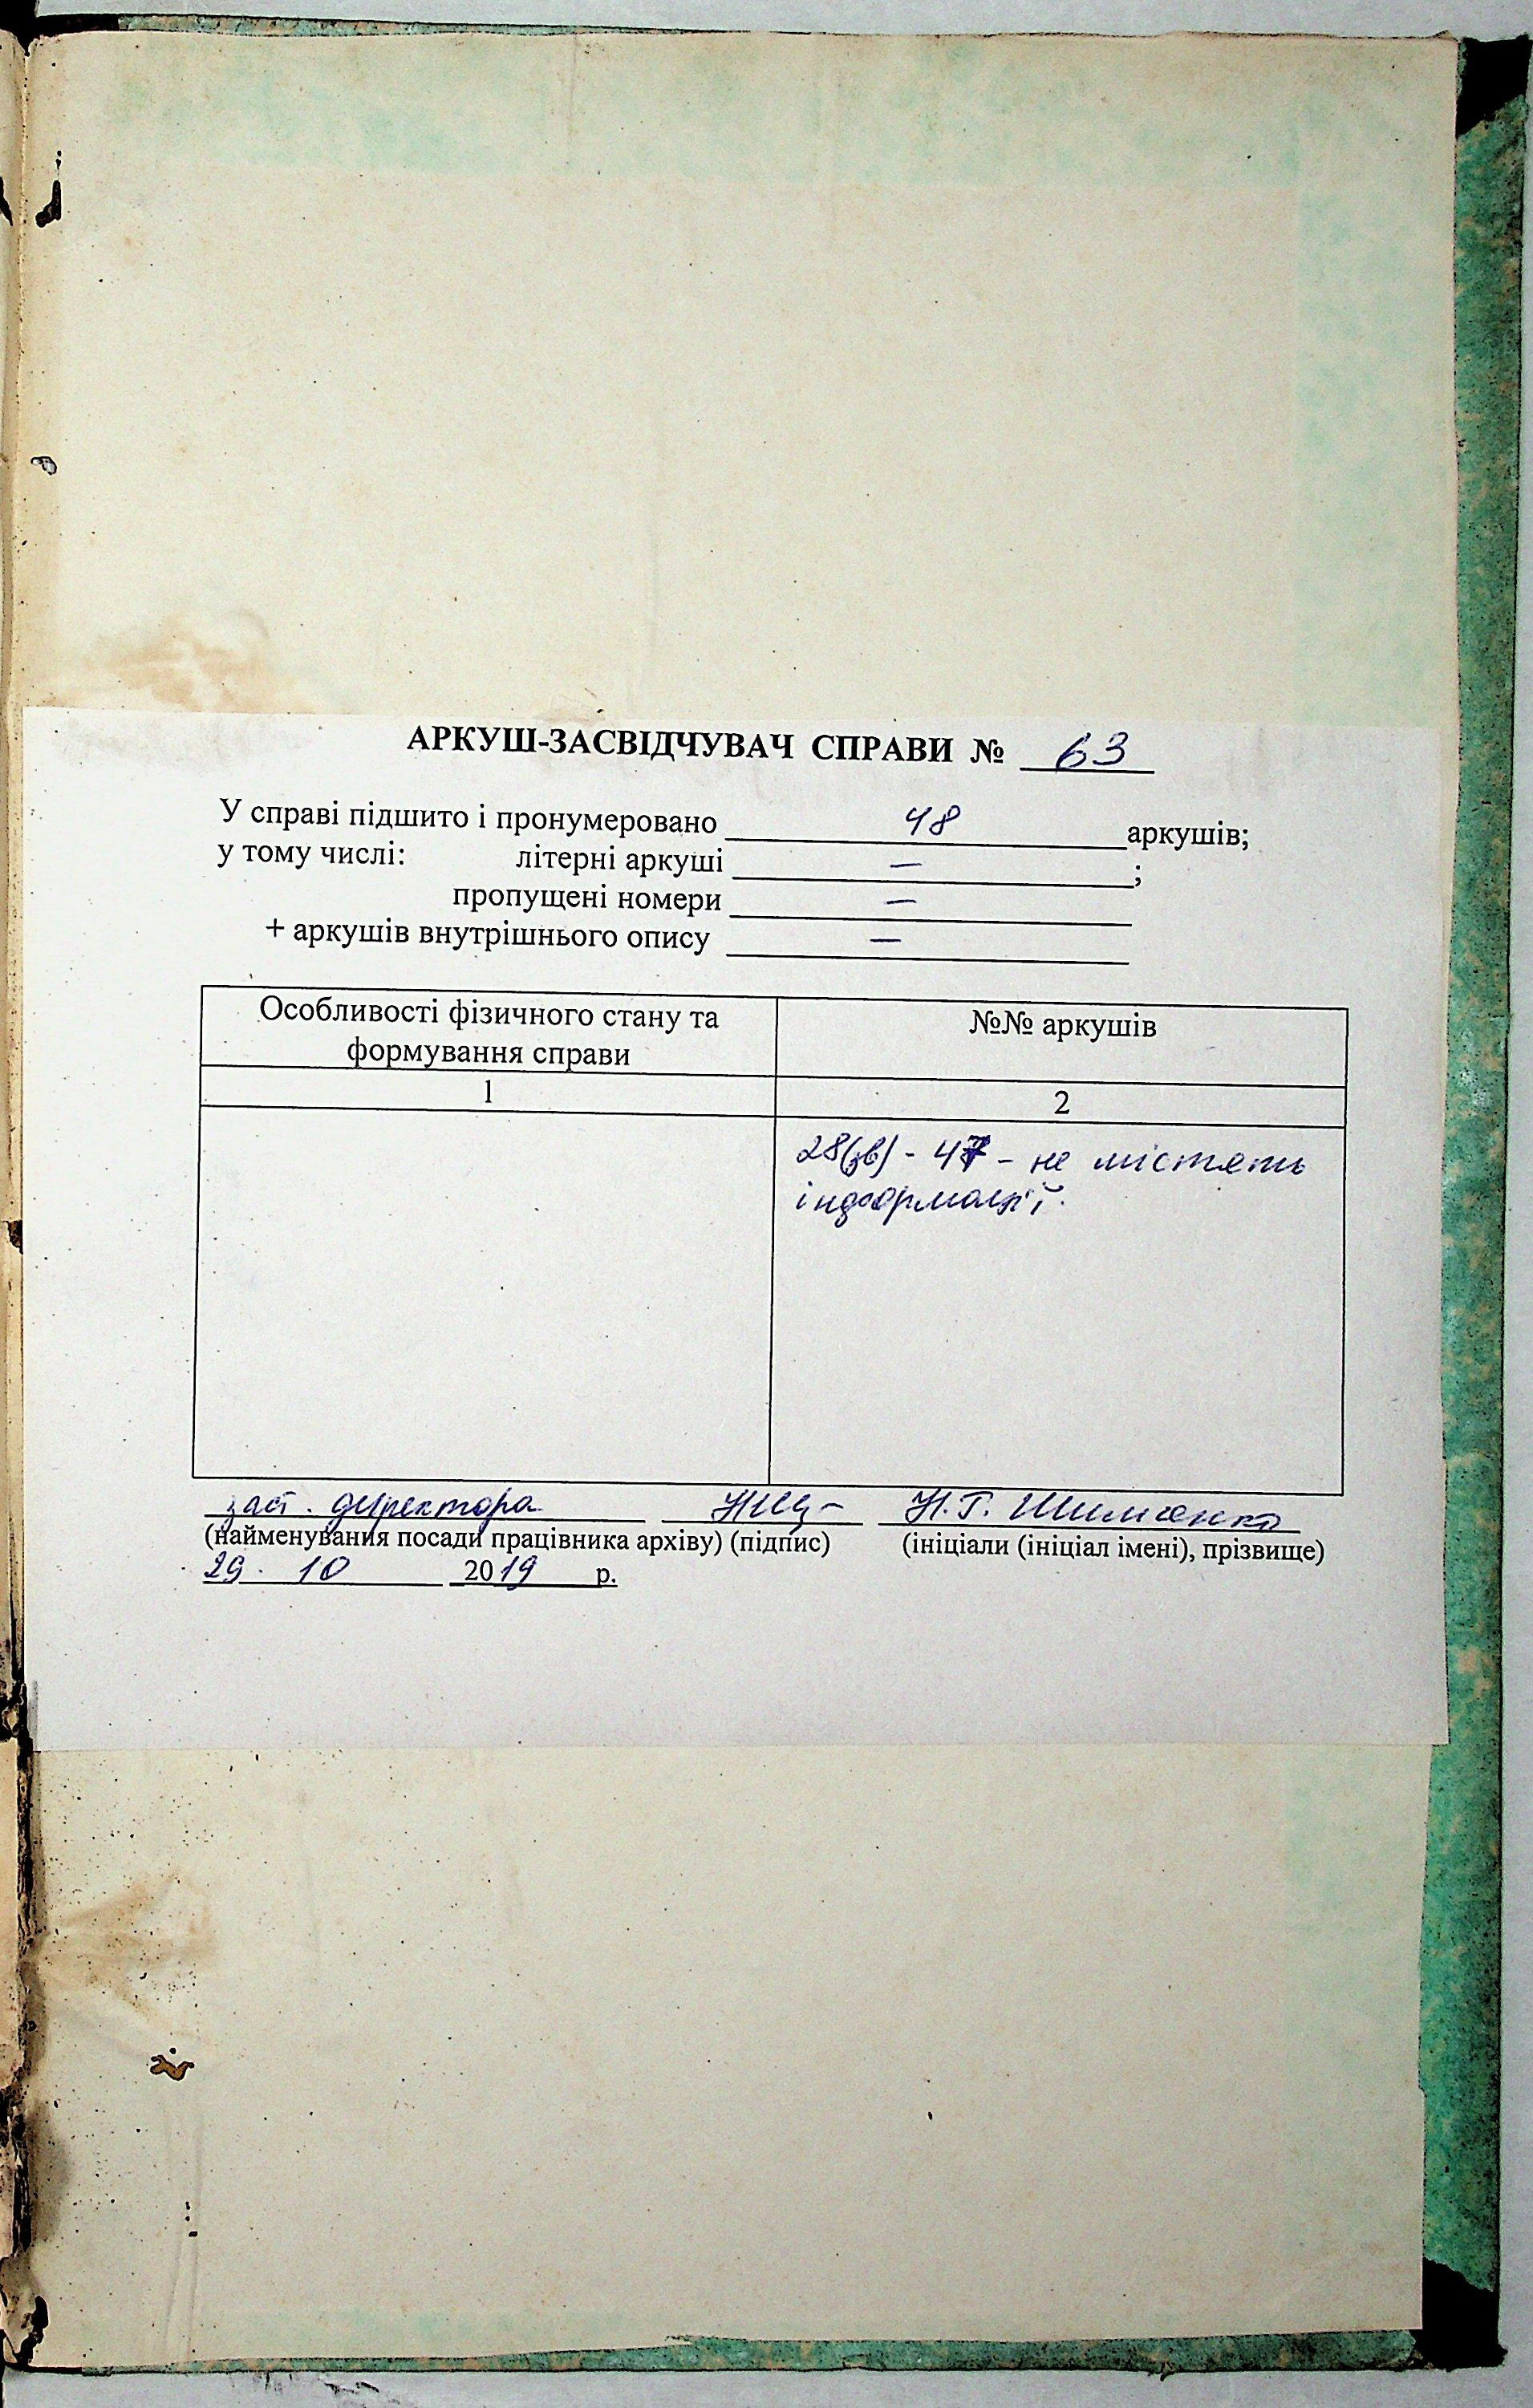 АРКУШ-ЗАСВІДЧУВАЧ СПРАВИ № 63
У справі підшито і пронумеровано 48 аркушів;
у тому числі: літерні аркуші — ;
пропущені номери —
+ аркушів внутрішнього опису —
Особливості фізичного стану та формування справи
№№ аркушів
1
2
28(зв) - 47 - не містять
інформації.
заст. директора Н.Г. Шиманко
(найменування посади працівника архіву) (підпис) (ініціали (ініціал імені), прізвище)
29. 10 2019 р.